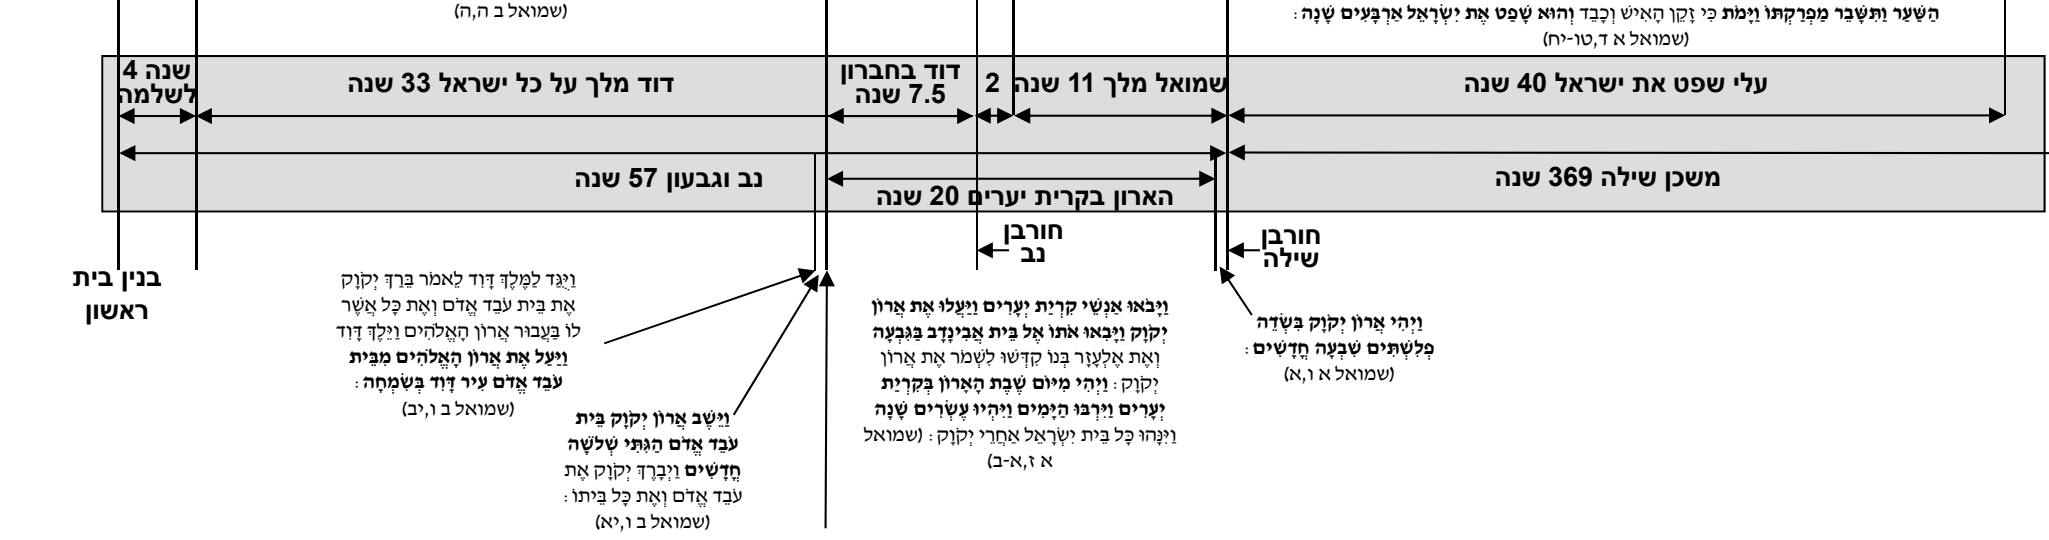 הַשַּׁעַר וַתִּשָּׁבֵר מַפְרַקְתּוֹ וַיָּמֹת כִּי זָקֵן הָאִישׁ וְכָבֵד וְהוּא שָׁפַט אֶת יִשְׂרָאֵל אַרְבָּעִים שָׁנָה :
(שמואל א ד,טו-יח)
(שמואל ב ה,ה)
עלי שפט את ישראל 40 שנה
שמואל מלך 11 שנה
2
דוד בחברון
7.5 שנה
דוד מלך על כל ישראל 33 שנה
שנה 4
לשלמה
משכן שילה 369 שנה
נב וגבעון 57 שנה
הארון בקרית יערים 20 שנה
חורבן
שילה
חורבן
נב
בנין בית
ראשון
וַיְהִי אֲרוֹן יְקֹוָק בִּשְׂדֵה
פְלִשְׁתִּים שִׁבְעָה חֳדָשִׁים :
(שמואל א ו,א)
וַיָּבֹאוּ אַנְשֵׁי קִרְיַת יְעָרִים וַיַּעֲלוּ אֶת אֲרוֹן
יְקֹוָק וַיָּבִאוּ אֹתוֹ אֶל בֵּית אֲבִינָדָב בַּגִּבְעָה
וְאֶת אֶלְעָזָר בְּנוֹ קִדְּשׁוּ לִשְׁמֹר אֶת אֲרוֹן
יְקֹוָק : וַיְהִי מִיּוֹם שֶׁבֶת הָאָרוֹן בְּקִרְיַת
יְעָרִים וַיִּרְבּוּ הַיָּמִים וַיִּהְיוּ עֶשְׂרִים שָׁנָה
וַיִּנָּהוּ כָּל בֵּית יִשְׂרָאֵל אַחֲרֵי יְקֹוָק : (שמואל
א ז,א-ב)
וַיֻּגַּד לַמֶּלֶךְ דָּוִד לֵאמֹר בֵּרַךְ יְקֹוָק
אֶת בֵּית עֹבֵד אֱדֹם וְאֶת כָּל אֲשֶׁר
לוֹ בַּעֲבוּר אֲרוֹן הָאֱלֹהִים וַיֵּלֶךְ דָּוִד
וַיַּעַל אֶת אֲרוֹן הָאֱלֹהִים מִבֵּית
עֹבֵד אֱדֹם עִיר דָּוִד בְּשִׂמְחָה :
(שמואל ב ו,יב)
וַיֵּשֶׁב אֲרוֹן יְקֹוָק בֵּית
עֹבֵד אֱדֹם הַגִּתִּי שְׁלֹשָׁה
חֳדָשִׁים וַיְבָרֶךְ יְקֹוָק אֶת
עֹבֵד אֱדֹם וְאֶת כָּל בֵּיתוֹ :
(שמואל ב ו,יא)